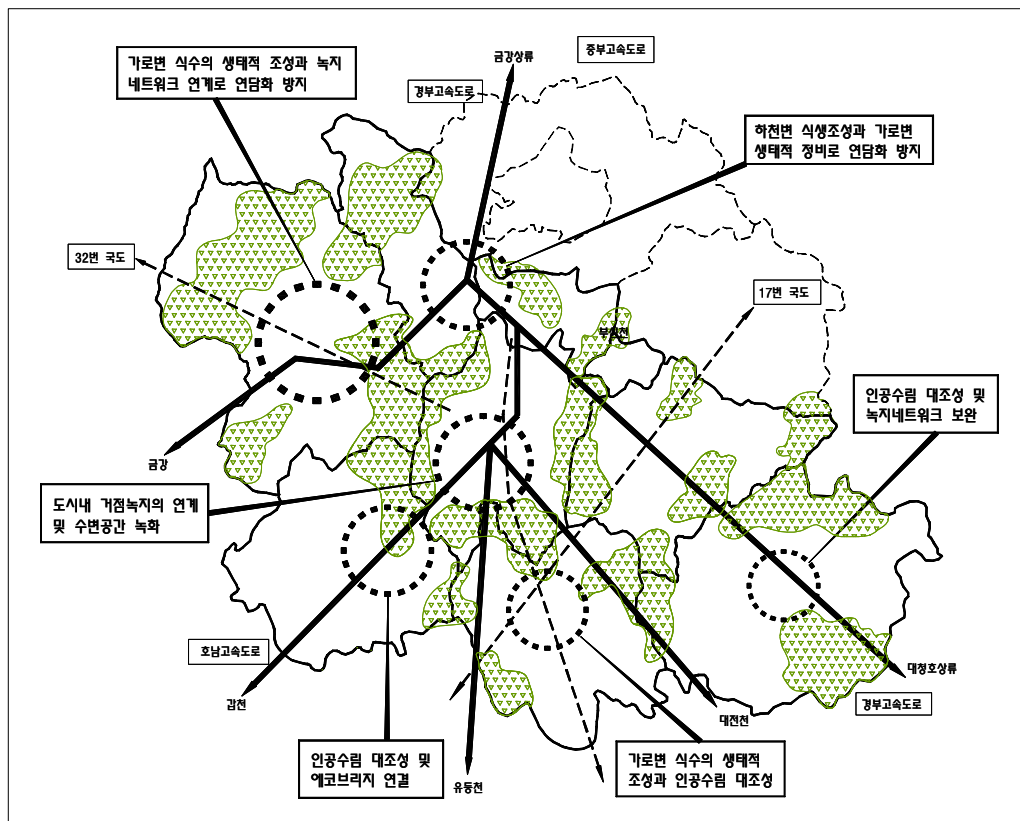 가로변 식수의 생태적 조성과 녹지
네트워크 연계로 연담화 방지
금강상류
중부고속도로
경부고속도로
하천변 식생조성과 가로변
생태적 정비로 연담화 방지
32번 국도
17번 국도
인공수림 대조성 및
녹지네트워크 보완
금강
도시내 거점녹지의 연계
및 수변공간 녹화
호남고속도로
갑천
대청호상류
경부고속도로
대전천
인공수림 대조성 및
에코브리지 연결
유등천
가로변 식수의 생태적
조성과 인공수림 대조성